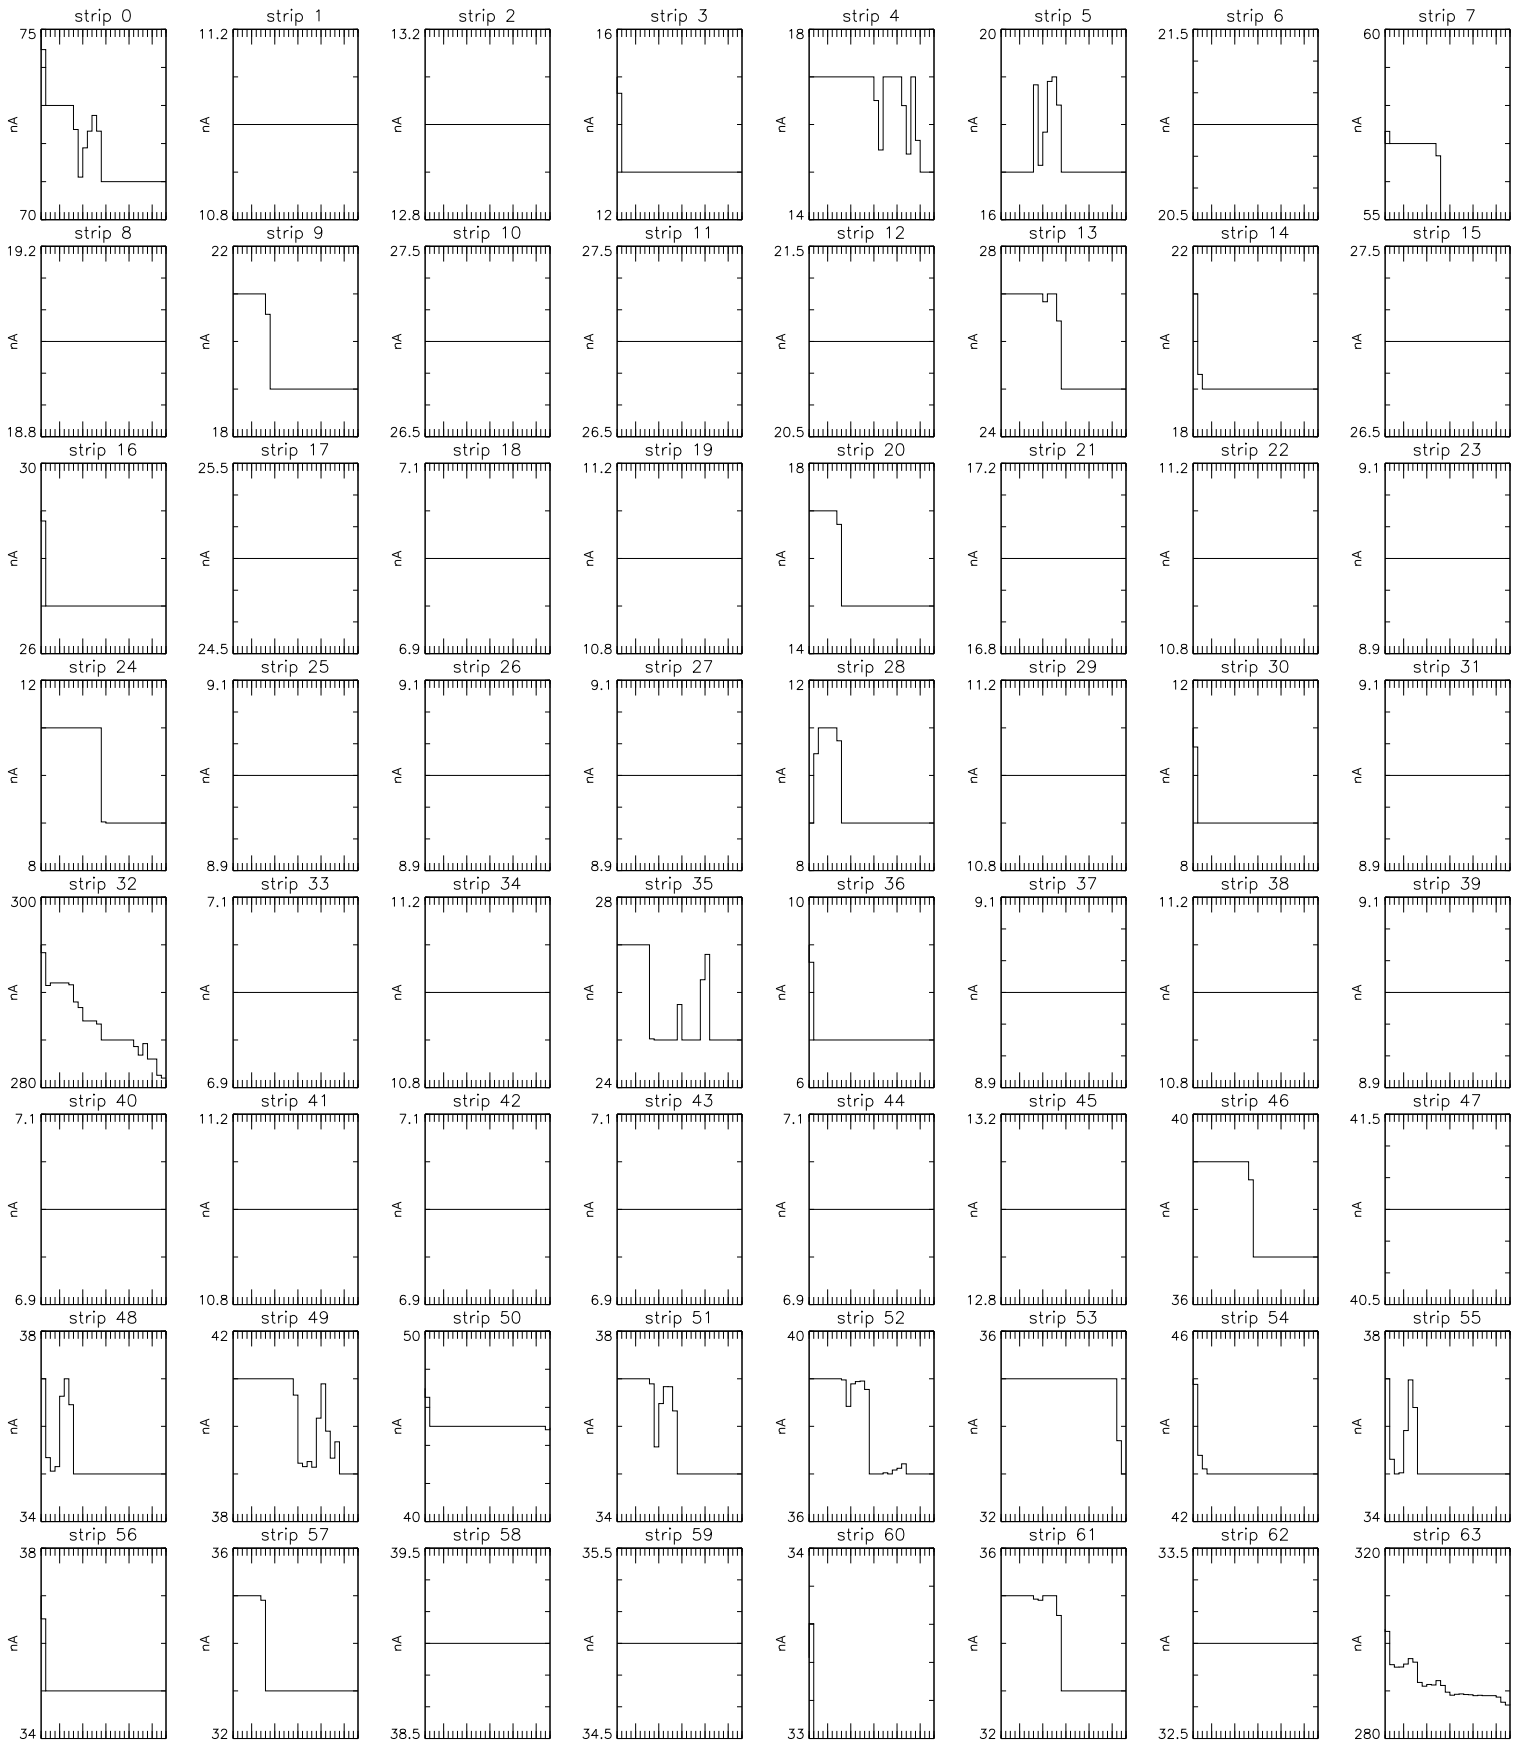 strip 0 strip 1 strip 2 strip 3 strip 4 strip 5 strip 6 strip 7
75 11.2 13.2 16 18 20 21.5 60
nA nA nA nA nA nA nA nA
70 10.8 12.8 12 14 16 20.5 55
strip 8 strip 9 strip 10 strip 11 strip 12 strip 13 strip 14 strip 15
19.2 22 27.5 27.5 21.5 28 22 27.5
nA nA nA nA nA nA nA nA
18.8 18 26.5 26.5 20.5 24 18 26.5
strip 16 strip 17 strip 18 strip 19 strip 20 strip 21 strip 22 strip 23
30 25.5 7.1 11.2 18 17.2 11.2 9.1
nA nA nA nA nA nA nA nA
26 24.5 6.9 10.8 14 16.8 10.8 8.9
strip 24 strip 25 strip 26 strip 27 strip 28 strip 29 strip 30 strip 31
12 9.1 9.1 9.1 12 11.2 12 9.1
nA nA nA nA nA nA nA nA
8 8.9 8.9 8.9 8 10.8 8 8.9
strip 32 strip 33 strip 34 strip 35 strip 36 strip 37 strip 38 strip 39
300 7.1 11.2 28 10 9.1 11.2 9.1
nA nA nA nA nA nA nA nA
280 6.9 10.8 24 6 8.9 10.8 8.9
strip 40 strip 41 strip 42 strip 43 strip 44 strip 45 strip 46 strip 47
7.1 11.2 7.1 7.1 7.1 13.2 40 41.5
nA nA nA nA nA nA nA nA
6.9 10.8 6.9 6.9 6.9 12.8 36 40.5
strip 48 strip 49 strip 50 strip 51 strip 52 strip 53 strip 54 strip 55
38 42 50 38 40 36 46 38
nA nA nA nA nA nA nA nA
34 38 40 34 36 32 42 34
strip 56 strip 57 strip 58 strip 59 strip 60 strip 61 strip 62 strip 63
38 36 39.5 35.5 34 36 33.5 320
nA nA nA nA nA nA nA nA
34 32 38.5 34.5 33 32 32.5 280